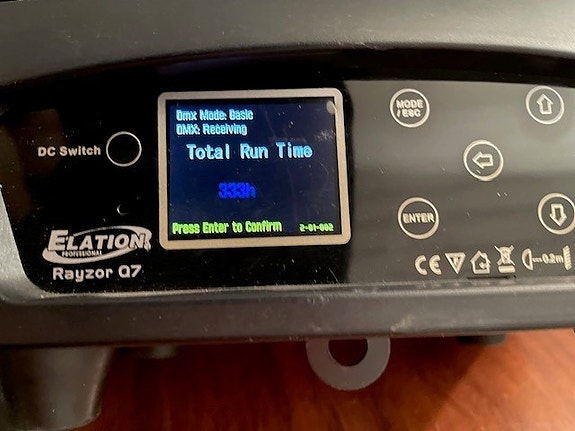 Dmx Mode: Basic
DMX: Receiving
Total Run Time
333h
Press Enter to Confirm 2-01-002
DC Switch
ELATION
PROFESSIONAL
Rayzor Q7
MODE
/ ESC
ENTER
CE
0.2m